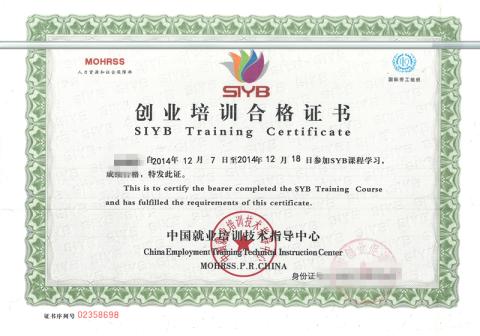 MOHRSS
人力资源和社会保障部
SIYB
国际劳工组织
创业培训合格证书
SIYB Training Certificate
自2014年12月7日至2014年12月18日参加SYB课程学习,
成绩合格,特发此证。
This is to certify the bearer completed the SYB Training Course
and has fulfilled the requirements of this certificate.
中国就业培训技术指导中心
China Employment Training Technical Instruction Center
MOHRSS.P.R.CHINA
身份证号
证书序列号 02358698